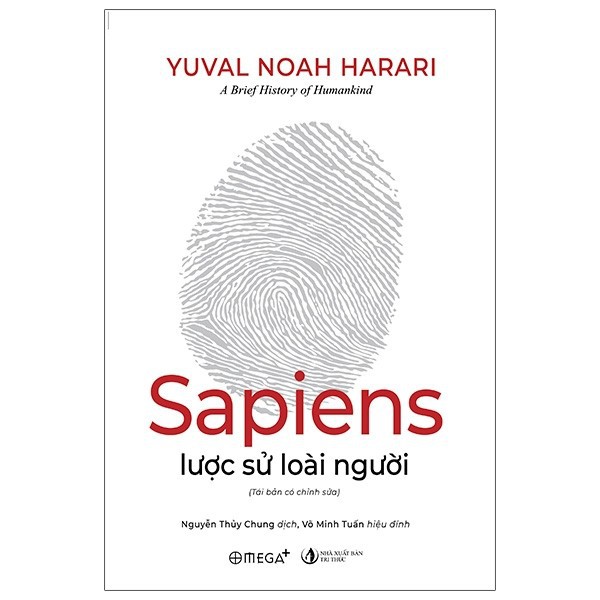 YUVAL NOAH HARARI
A Brief History of Humankind
Sapiens
lược sử loài người
(Tái bản có chỉnh sửa)
Nguyễn Thủy Chung dịch, Võ Minh Tuấn hiệu đính
OMEGA+
NHÀ XUẤT BẢN
TRI THỨC